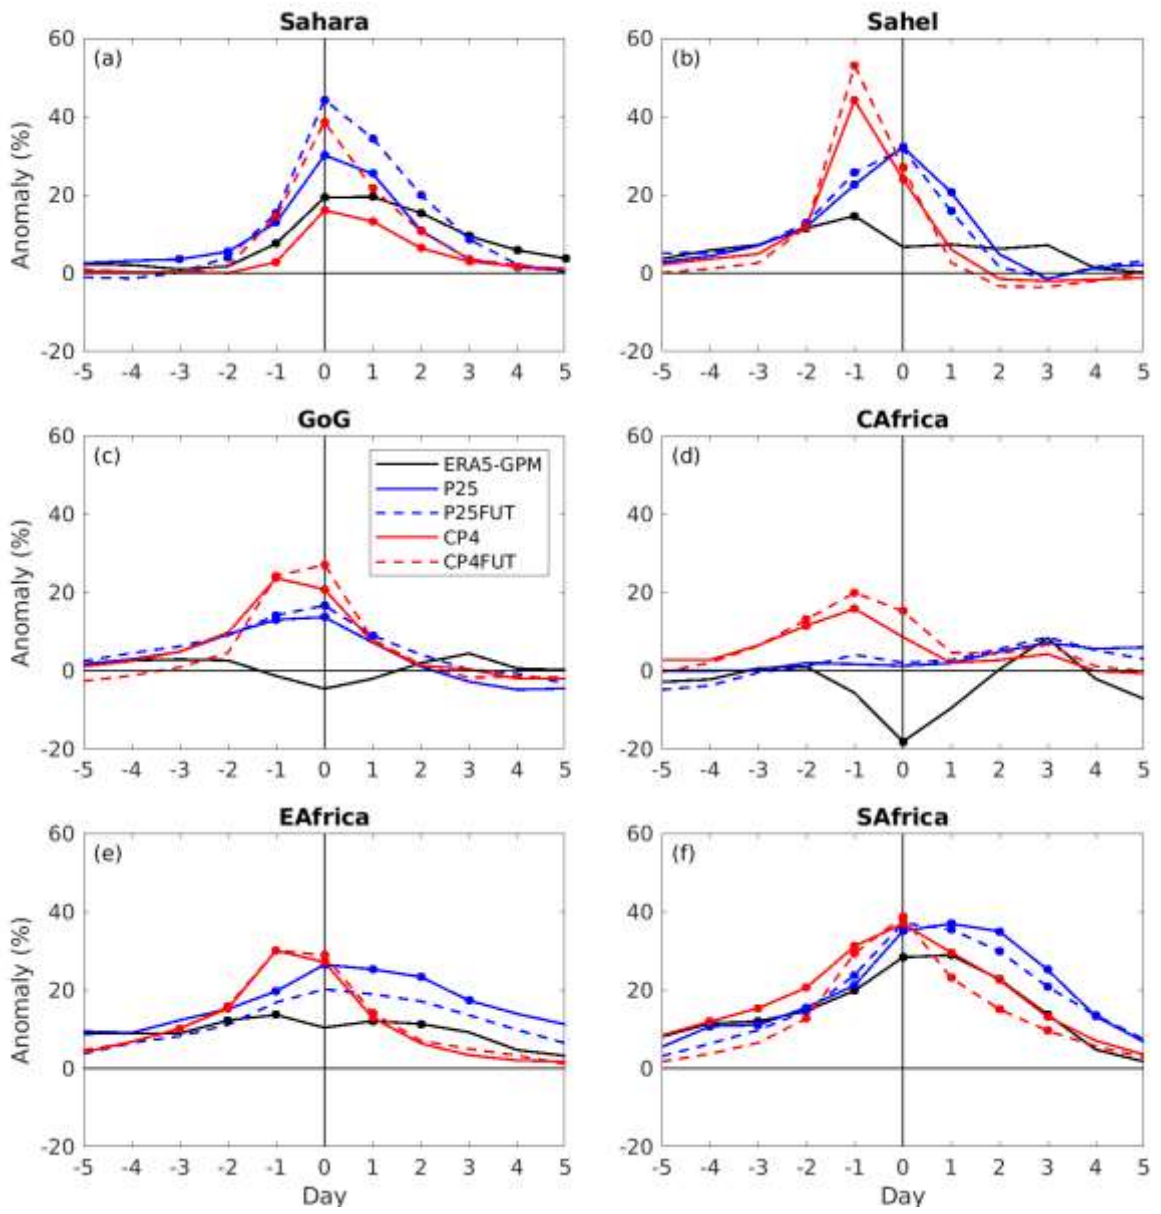 Sahara
Sahel
60
(a)
40
20
0
-20
Anomaly (%)
-5 -4 -3 -2 -1 0 1 2 3 4 5
60
(b)
40
20
0
-20
-5 -4 -3 -2 -1 0 1 2 3 4 5
GoG
CAfrica
60
(c)
40
20
0
-20
Anomaly (%)
ERA5-GPM
P25
P25FUT
CP4
CP4FUT
-5 -4 -3 -2 -1 0 1 2 3 4 5
60
(d)
40
20
0
-20
-5 -4 -3 -2 -1 0 1 2 3 4 5
EAfrica
SAfrica
60
(e)
40
20
0
-20
Anomaly (%)
-5 -4 -3 -2 -1 0 1 2 3 4 5
Day
60
(f)
40
20
0
-20
-5 -4 -3 -2 -1 0 1 2 3 4 5
Day